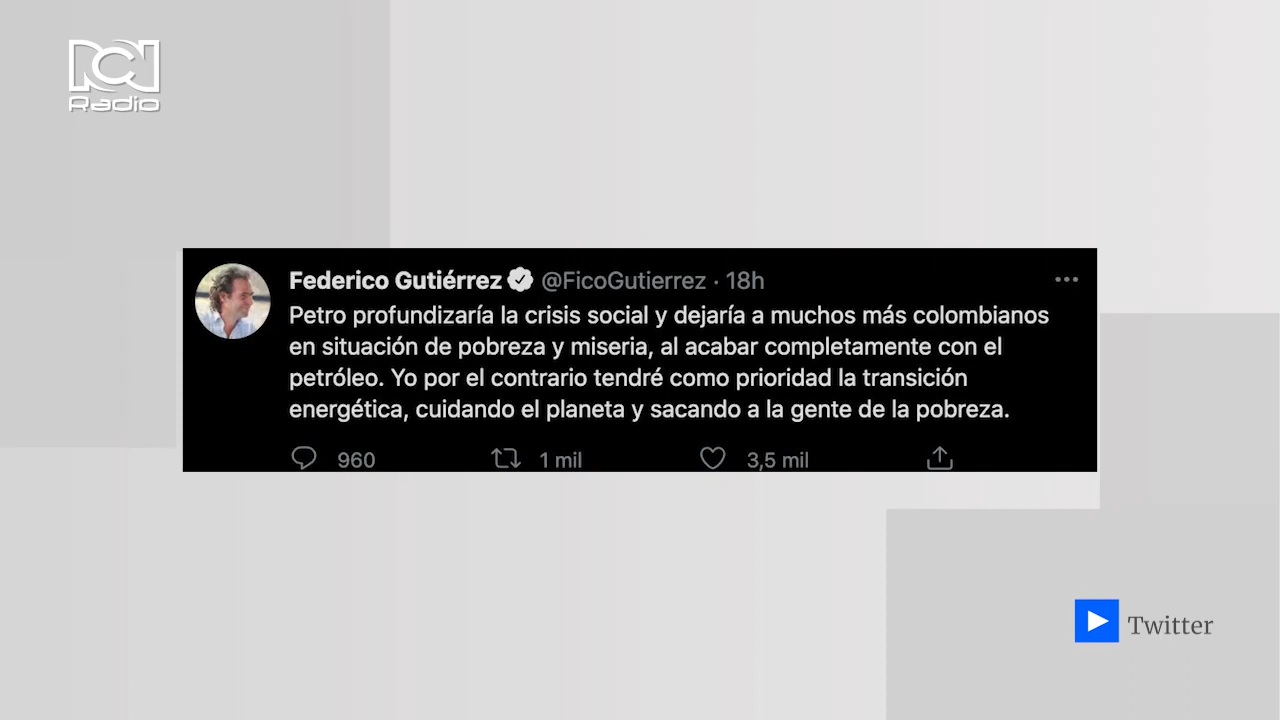 RCN
Radio
Federico Gutiérrez @FicoGutierrez · 18h
Petro profundizaría la crisis social y dejaría a muchos más colombianos
en situación de pobreza y miseria, al acabar completamente con el
petróleo. Yo por el contrario tendré como prioridad la transición
energética, cuidando el planeta y sacando a la gente de la pobreza.
960 1 mil 3,5 mil
Twitter